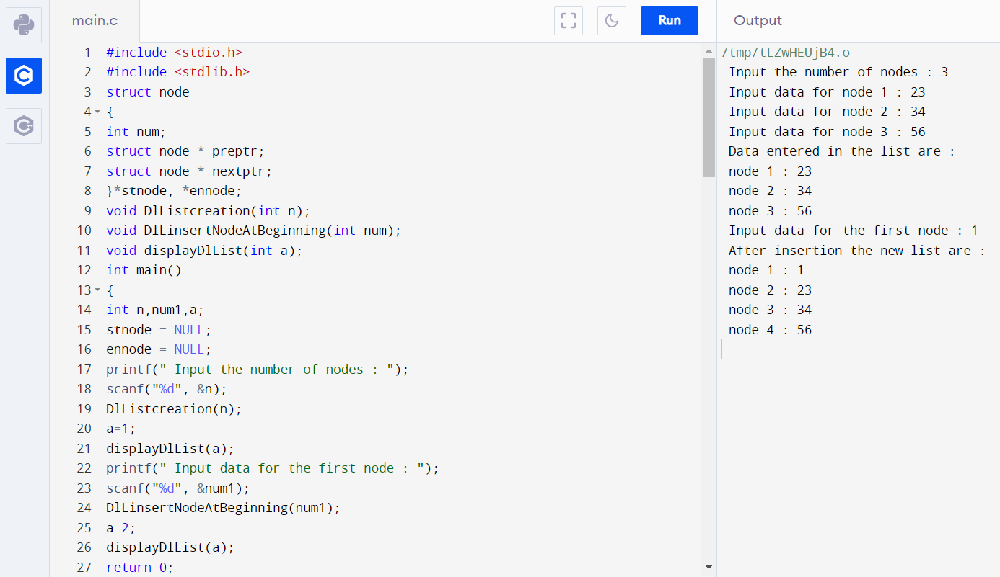 main.c
Run
Output
1 #include <stdio.h>
2 #include <stdlib.h>
3 struct node
4 {
5 int num;
6 struct node * preptr;
7 struct node * nextptr;
8 }*stnode, *ennode;
9 void DlListcreation(int n);
10 void DlLinsertNodeAtBeginning(int num);
11 void displayDlList(int a);
12 int main()
13 {
14 int n,num1,a;
15 stnode = NULL;
16 ennode = NULL;
17 printf(" Input the number of nodes : ");
18 scanf("%d", &n);
19 DlListcreation(n);
20 a=1;
21 displayDlList(a);
22 printf(" Input data for the first node : ");
23 scanf("%d", &num1);
24 DlLinsertNodeAtBeginning(num1);
25 a=2;
26 displayDlList(a);
27 return 0;
/tmp/tLZwHEUjB4.o
Input the number of nodes : 3
Input data for node 1 : 23
Input data for node 2 : 34
Input data for node 3 : 56
Data entered in the list are :
node 1 : 23
node 2 : 34
node 3 : 56
Input data for the first node : 1
After insertion the new list are :
node 1 : 1
node 2 : 23
node 3 : 34
node 4 : 56